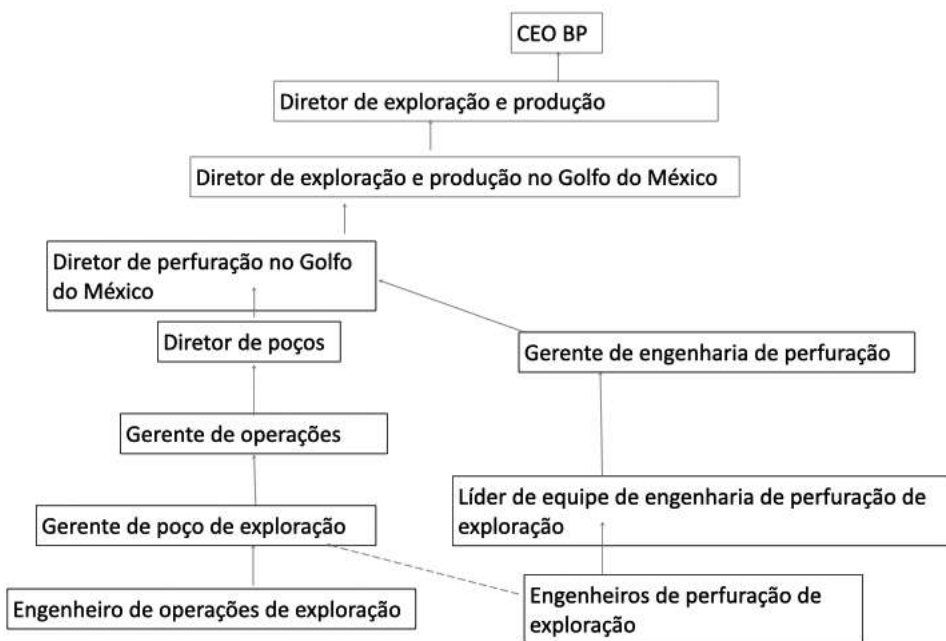 CEO BP
Diretor de exploração e produção
Diretor de exploração e produção no Golfo do México
Diretor de perfuração no Golfo
do México
Diretor de poços
Gerente de engenharia de perfuração
Gerente de operações
Gerente de poço de exploração
Líder de equipe de engenharia de perfuração de
exploração
Engenheiro de operações de exploração
Engenheiros de perfuração de
exploração